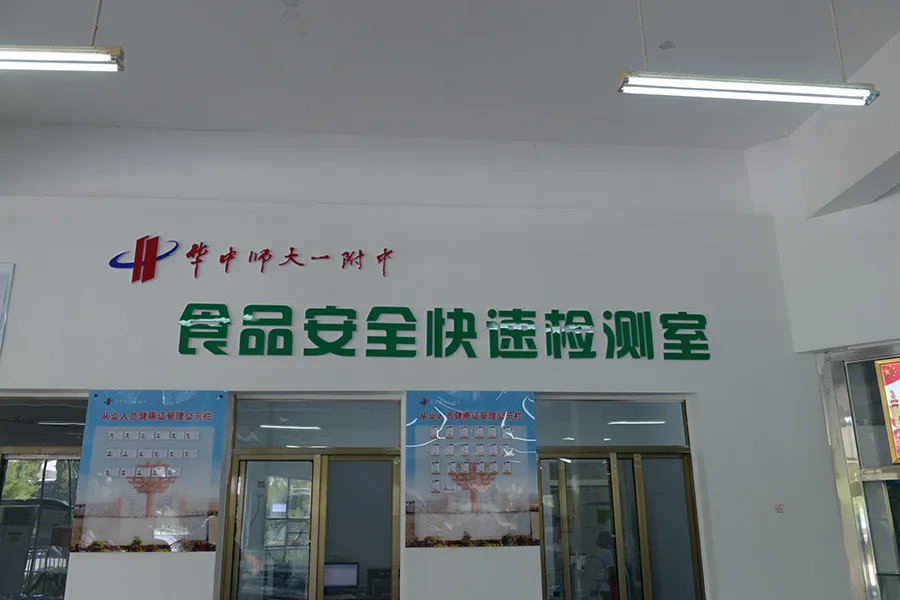 华中师大一附中
食品安全快速检测室
从业人员健康证管理公示栏
从业人员健康证管理公示栏